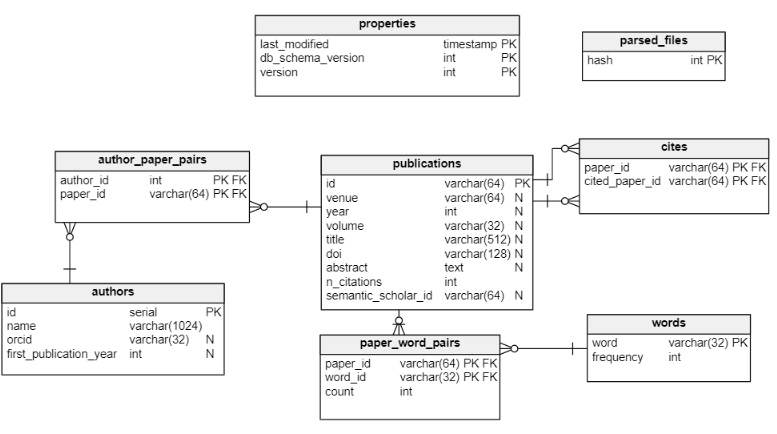 properties
last_modified timestamp PK
db_schema_version int PK
version int PK
parsed_files
hash int PK
author_paper_pairs
author_id int PK FK
paper_id varchar(64) PK FK
publications
id varchar(64) PK
venue varchar(64) N
year int N
volume varchar(32) N
title varchar(512) N
doi varchar(128) N
abstract text N
n_citations int
semantic_scholar_id varchar(64) N
cites
paper_id varchar(64) PK FK
cited_paper_id varchar(64) PK FK
authors
id serial PK
name varchar(1024)
orcid varchar(32) N
first_publication_year int N
paper_word_pairs
paper_id varchar(64) PK FK
word_id varchar(32) PK FK
count int
words
word varchar(32) PK
frequency int